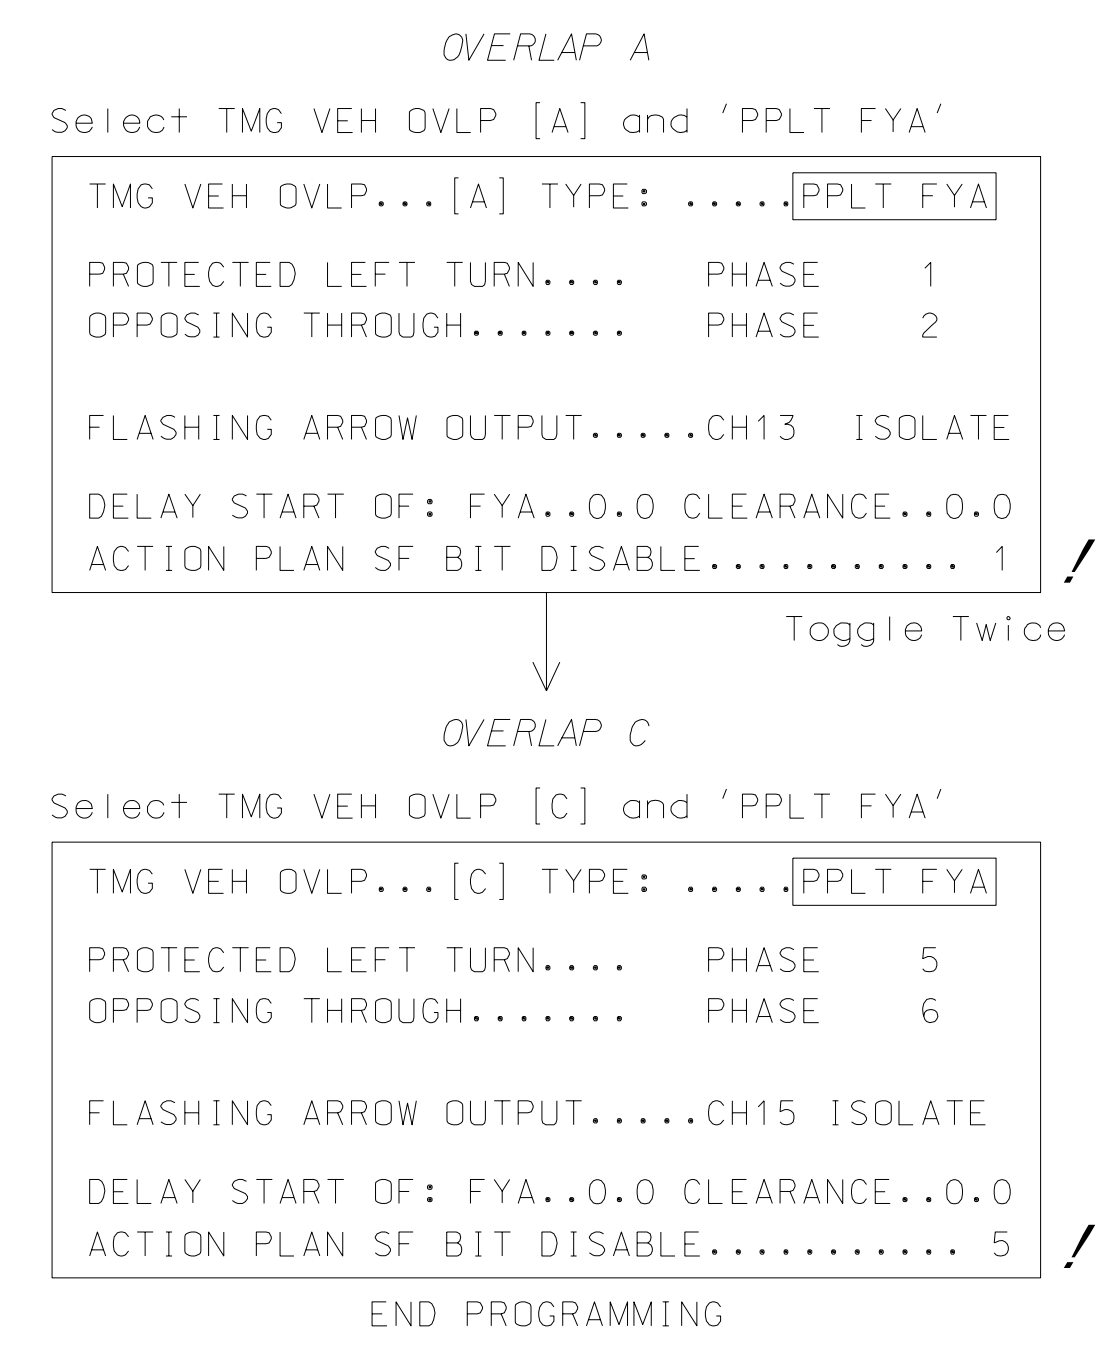 OVERLAP A
Select TMG VEH OVLP [A] and 'PPLT FYA'
TMG VEH OVLP...[A] TYPE: .....PPLT FYA
PROTECTED LEFT TURN.... PHASE 1
OPPOSING THROUGH....... PHASE 2
FLASHING ARROW OUTPUT.....CH13 ISOLATE
DELAY START OF: FYA..0.0 CLEARANCE..0.0
ACTION PLAN SF BIT DISABLE........... 1 !
Toggle Twice
OVERLAP C
Select TMG VEH OVLP [C] and 'PPLT FYA'
TMG VEH OVLP...[C] TYPE: .....PPLT FYA
PROTECTED LEFT TURN.... PHASE 5
OPPOSING THROUGH....... PHASE 6
FLASHING ARROW OUTPUT.....CH15 ISOLATE
DELAY START OF: FYA..0.0 CLEARANCE..0.0
ACTION PLAN SF BIT DISABLE........... 5 !
END PROGRAMMING